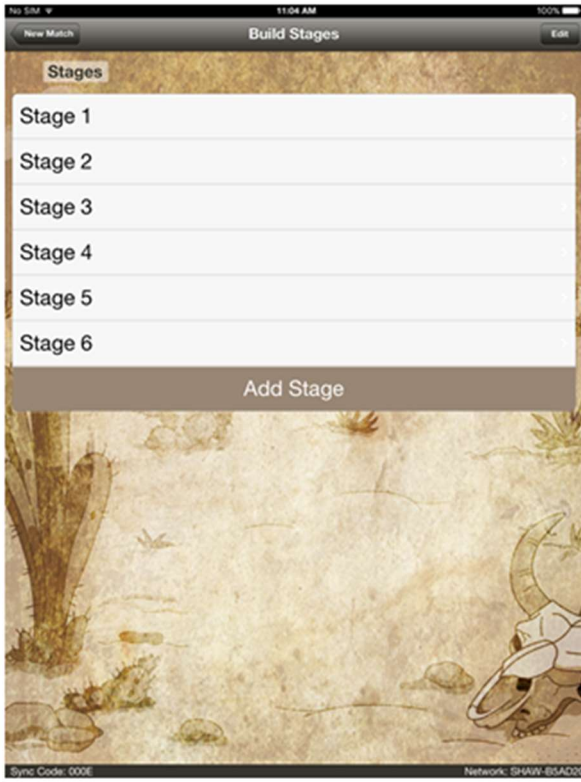 No SIM
11:04 AM
100%
New Match
Build Stages
Edit
Stages
Stage 1
Stage 2
Stage 3
Stage 4
Stage 5
Stage 6
Add Stage
Sync Code: 000E
Network: